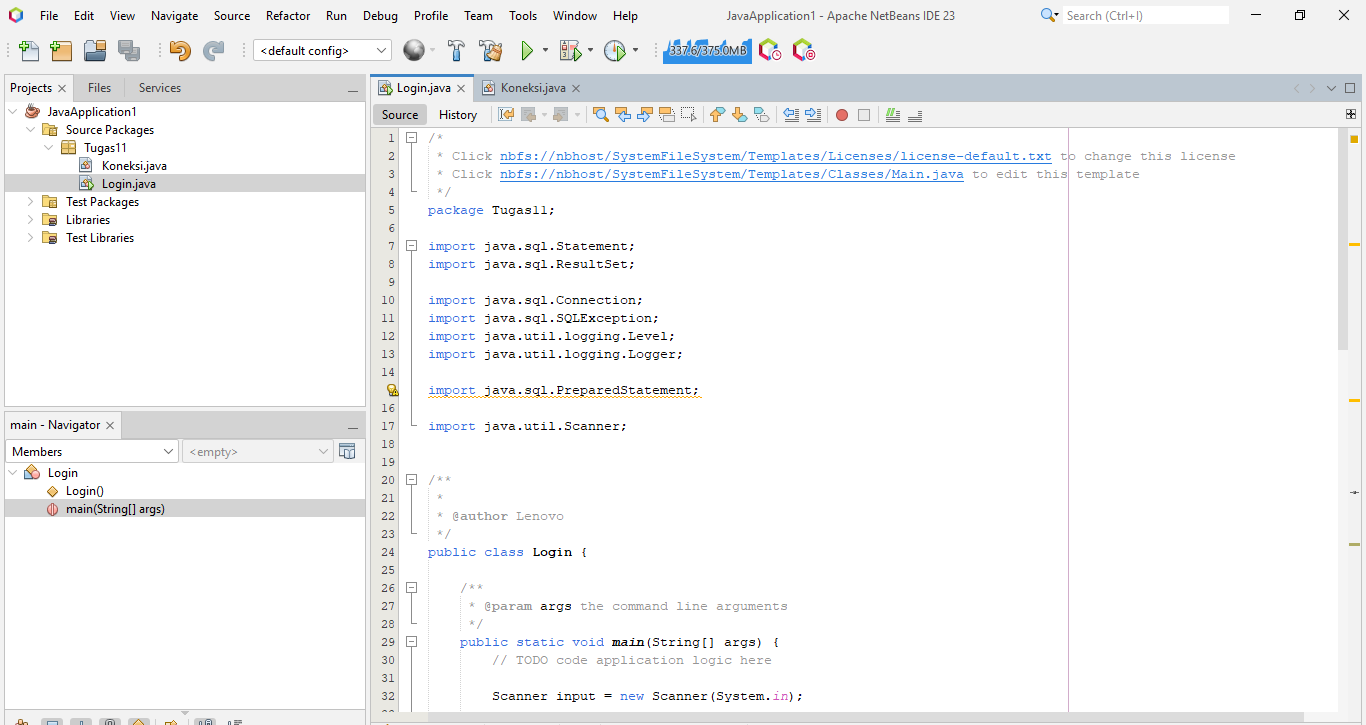 File Edit View Navigate Source Refactor Run Debug Profile Team Tools Window Help JavaApplication1 - Apache NetBeans IDE 23 Search (Ctrl+I)
<default config> 337.6/375.0MB
Projects Files Services
JavaApplication1
Source Packages
Tugas11
Koneksi.java
Login.java
Test Packages
Libraries
Test Libraries
main - Navigator
Members <empty>
Login
Login()
main(String[] args)
Login.java Koneksi.java
Source History
1 /*
2 * Click nbfs://nbhost/SystemFileSystem/Templates/Licenses/license-default.txt to change this license
3 * Click nbfs://nbhost/SystemFileSystem/Templates/Classes/Main.java to edit this template
4 */
5 package Tugas11;
6
7 import java.sql.Statement;
8 import java.sql.ResultSet;
9
10 import java.sql.Connection;
11 import java.sql.SQLException;
12 import java.util.logging.Level;
13 import java.util.logging.Logger;
14
import java.sql.PreparedStatement;
16
17 import java.util.Scanner;
18
19
20 /**
21 *
22 * @author Lenovo
23 */
24 public class Login {
25
26 /**
27 * @param args the command line arguments
28 */
29 public static void main(String[] args) {
30 // TODO code application logic here
31
32 Scanner input = new Scanner(System.in);